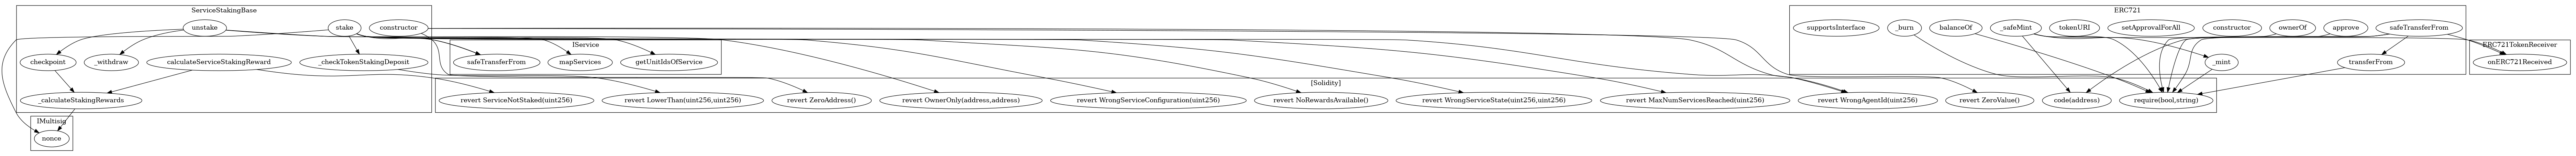 ServiceStakingBase
ERC721
unstake
stake
constructor
supportsInterface
_burn
balanceOf
_safeMint
tokenURI
setApprovalForAll
constructor
ownerOf
approve
safeTransferFrom
IService
ERC721TokenReceiver
checkpoint
_withdraw
calculateServiceStakingReward
_checkTokenStakingDeposit
safeTransferFrom
mapServices
getUnitIdsOfService
_mint
transferFrom
onERC721Received
[Solidity]
_calculateStakingRewards
revert ServiceNotStaked(uint256)
revert LowerThan(uint256,uint256)
revert ZeroAddress()
revert OwnerOnly(address,address)
revert WrongServiceConfiguration(uint256)
revert NoRewardsAvailable()
revert WrongServiceState(uint256,uint256)
revert MaxNumServicesReached(uint256)
revert WrongAgentId(uint256)
revert ZeroValue()
code(address)
require(bool,string)
IMultisig
nonce